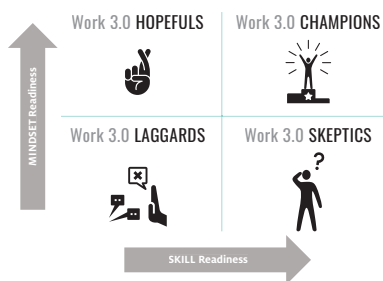 Work 3.0 HOPEFULS
Work 3.0 CHAMPIONS
MINDSET Readiness
Work 3.0 LAGGARDS
Work 3.0 SKEPTICS
?
SKILL Readiness